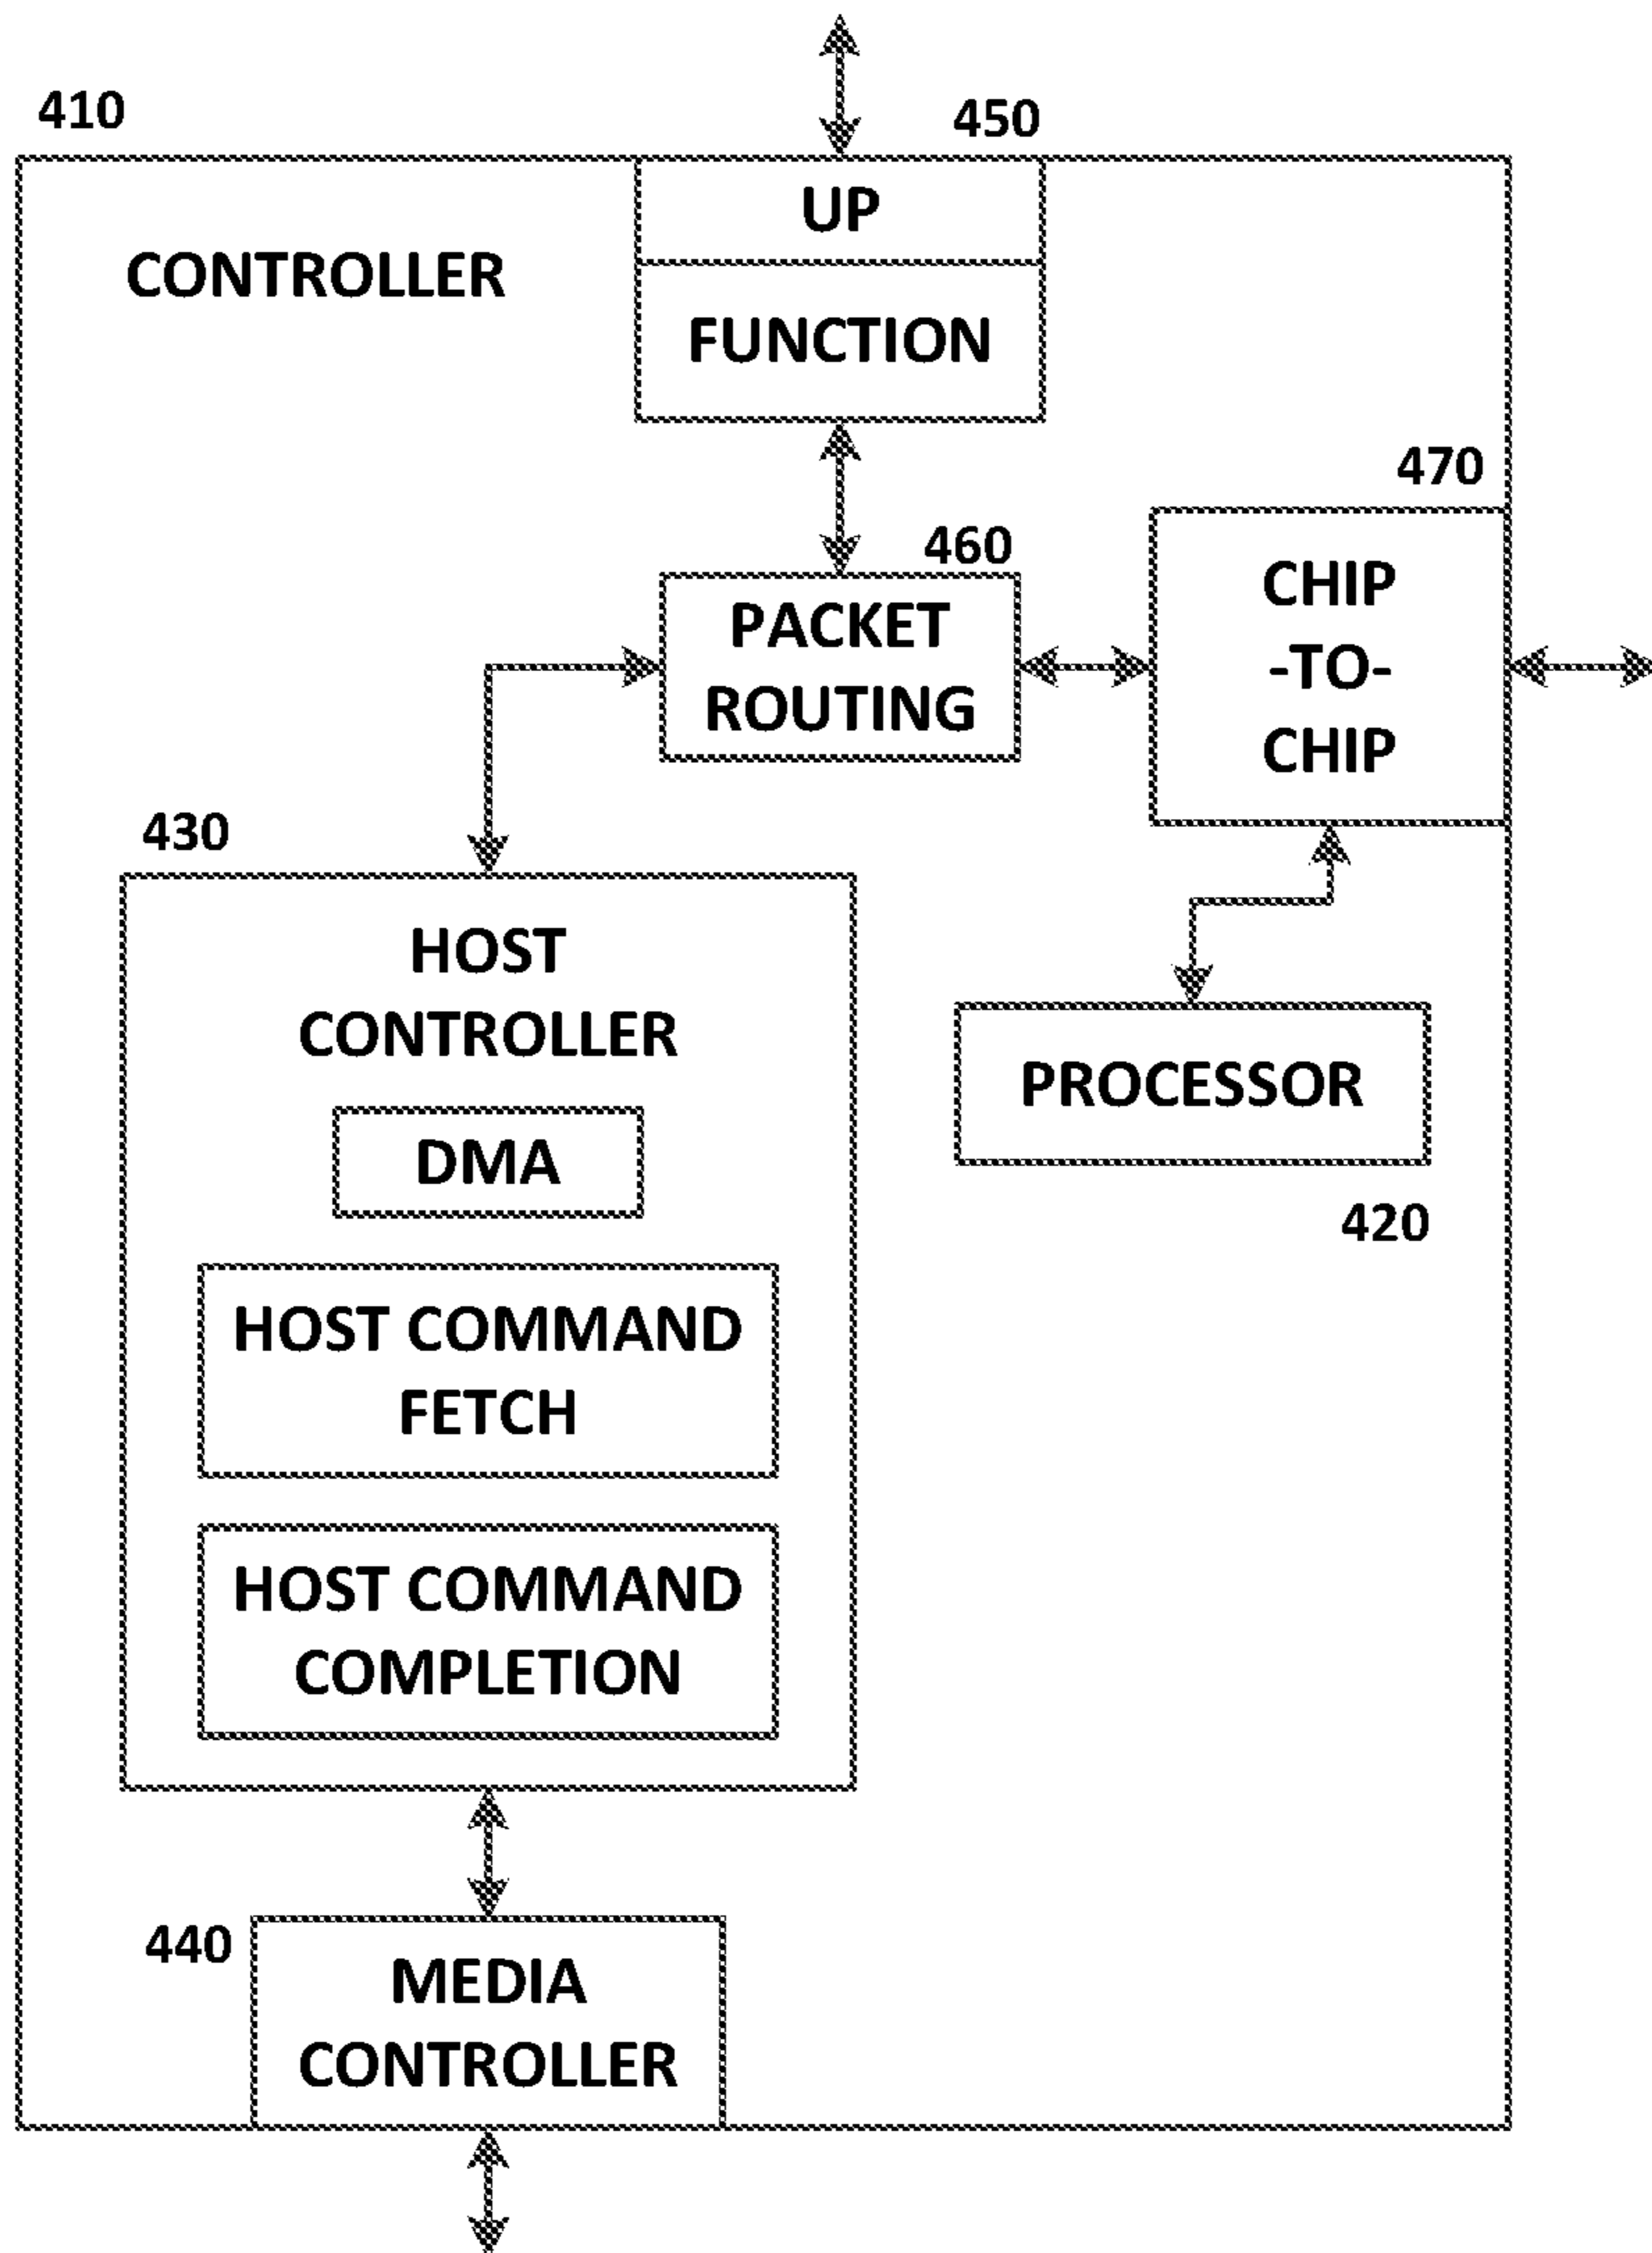 410
450
UP
CONTROLLER
FUNCTION
470
460
CHIP
-TO-
CHIP
PACKET
ROUTING
430
HOST
CONTROLLER
PROCESSOR
DMA
420
HOST COMMAND
FETCH
HOST COMMAND
COMPLETION
440
MEDIA
CONTROLLER